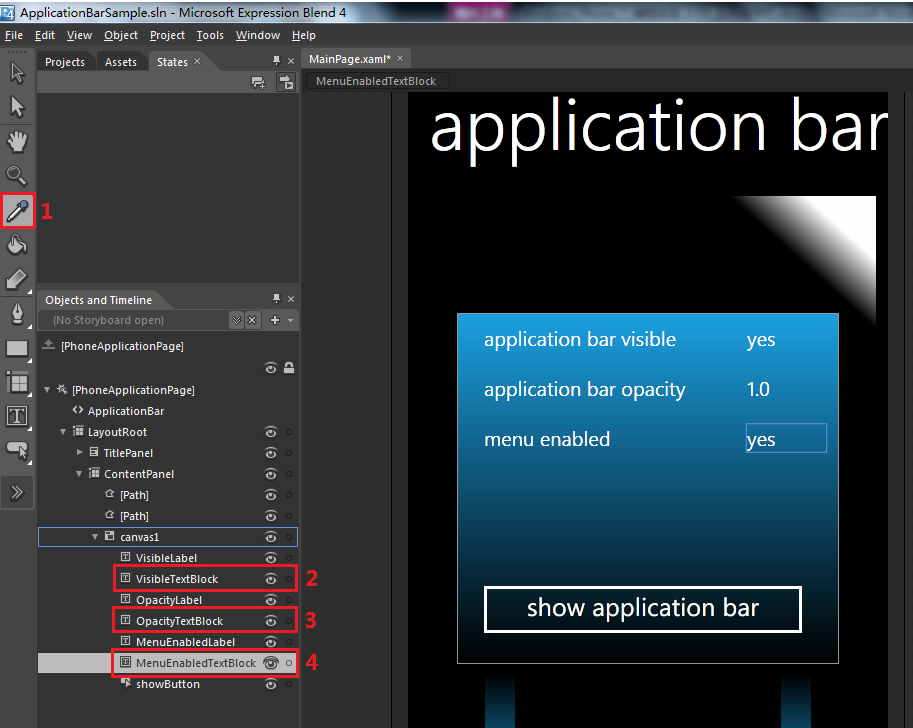 ApplicationBarSample.sln - Microsoft Expression Blend 4
File Edit View Object Project Tools Window Help
Projects Assets States
MainPage.xaml*
MenuEnabledTextBlock
application bar
1
Objects and Timeline
(No Storyboard open)
[PhoneApplicationPage]
[PhoneApplicationPage]
ApplicationBar
LayoutRoot
TitlePanel
ContentPanel
[Path]
[Path]
canvas1
VisibleLabel
VisibleTextBlock 2
OpacityLabel
OpacityTextBlock 3
MenuEnabledLabel
MenuEnabledTextBlock 4
showButton
application bar visible yes
application bar opacity 1.0
menu enabled yes
show application bar